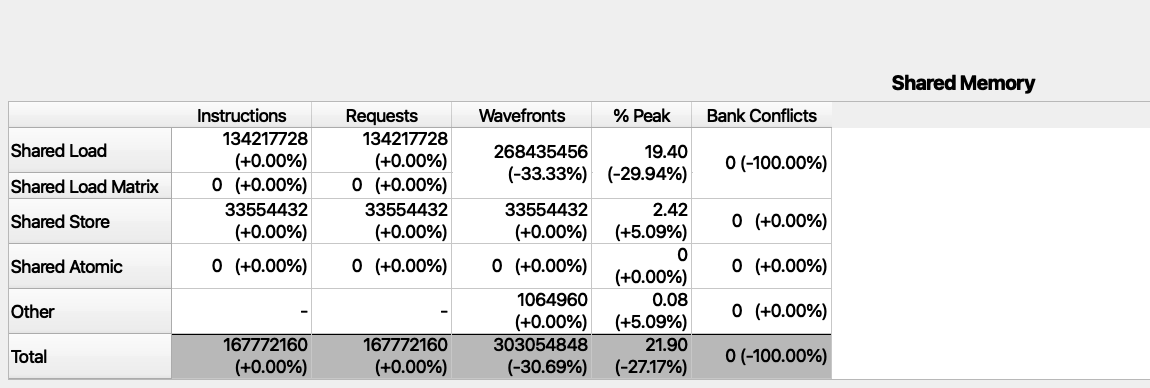 Shared Memory
Instructions Requests Wavefronts % Peak Bank Conflicts
Shared Load 134217728 (+0.00%) 134217728 (+0.00%) 268435456 (-33.33%) 19.40 (-29.94%) 0 (-100.00%)
Shared Load Matrix 0 (+0.00%) 0 (+0.00%)
Shared Store 33554432 (+0.00%) 33554432 (+0.00%) 33554432 (+0.00%) 2.42 (+5.09%) 0 (+0.00%)
Shared Atomic 0 (+0.00%) 0 (+0.00%) 0 (+0.00%) 0 (+0.00%) 0 (+0.00%)
Other - - 1064960 (+0.00%) 0.08 (+5.09%) 0 (+0.00%)
Total 167772160 (+0.00%) 167772160 (+0.00%) 303054848 (-30.69%) 21.90 (-27.17%) 0 (-100.00%)